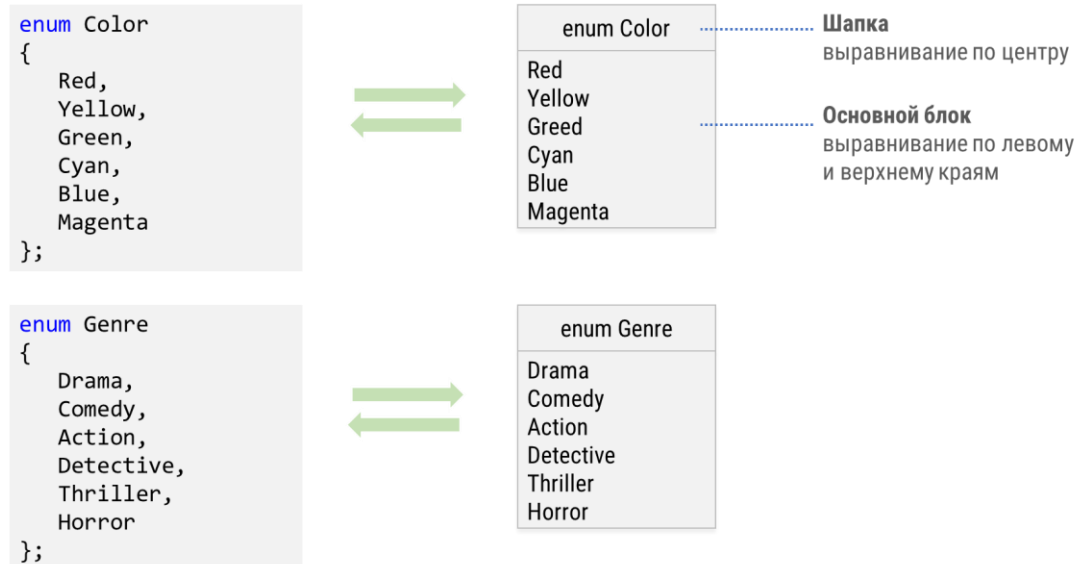 enum Color
{
Red,
Yellow,
Green,
Cyan,
Blue,
Magenta
};
enum Color
Red
Yellow
Greed
Cyan
Blue
Magenta
Шапка
выравнивание по центру
Основной блок
выравнивание по левому
и верхнему краям
enum Genre
{
Drama,
Comedy,
Action,
Detective,
Thriller,
Horror
};
enum Genre
Drama
Comedy
Action
Detective
Thriller
Horror